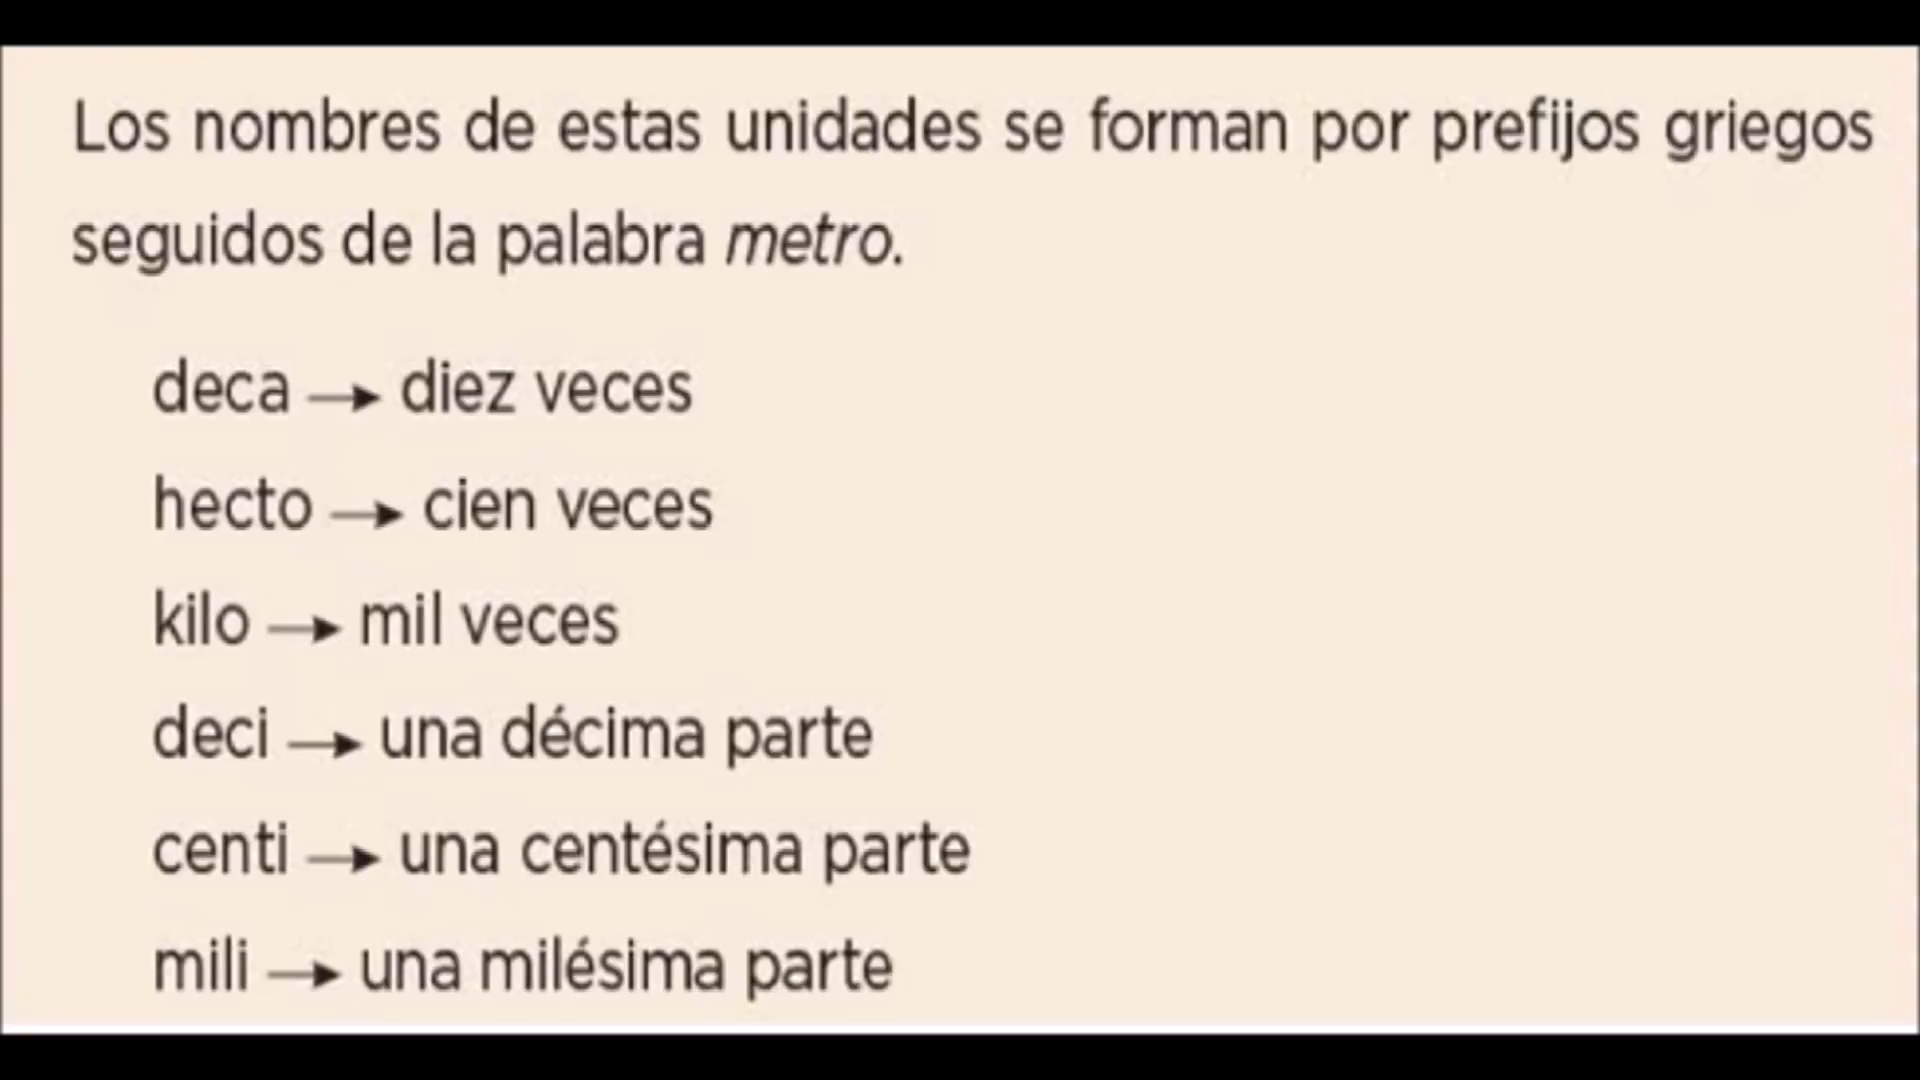 Los nombres de estas unidades se forman por prefijos griegos
seguidos de la palabra metro.
deca → diez veces
hecto → cien veces
kilo → mil veces
deci → una décima parte
centi → una centésima parte
mili → una milésima parte